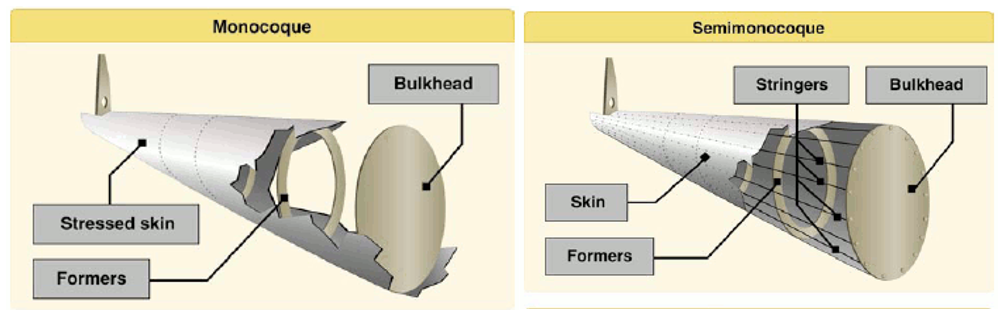 Monocoque
Bulkhead
Stressed skin
Formers
Semimonocoque
Stringers
Bulkhead
Skin
Formers